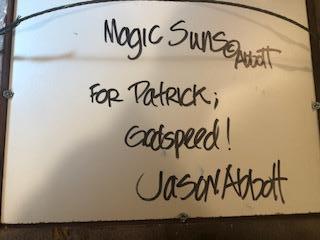 Magic Suns © Abbott
For Patrick;
Godspeed!
Jason Abbott